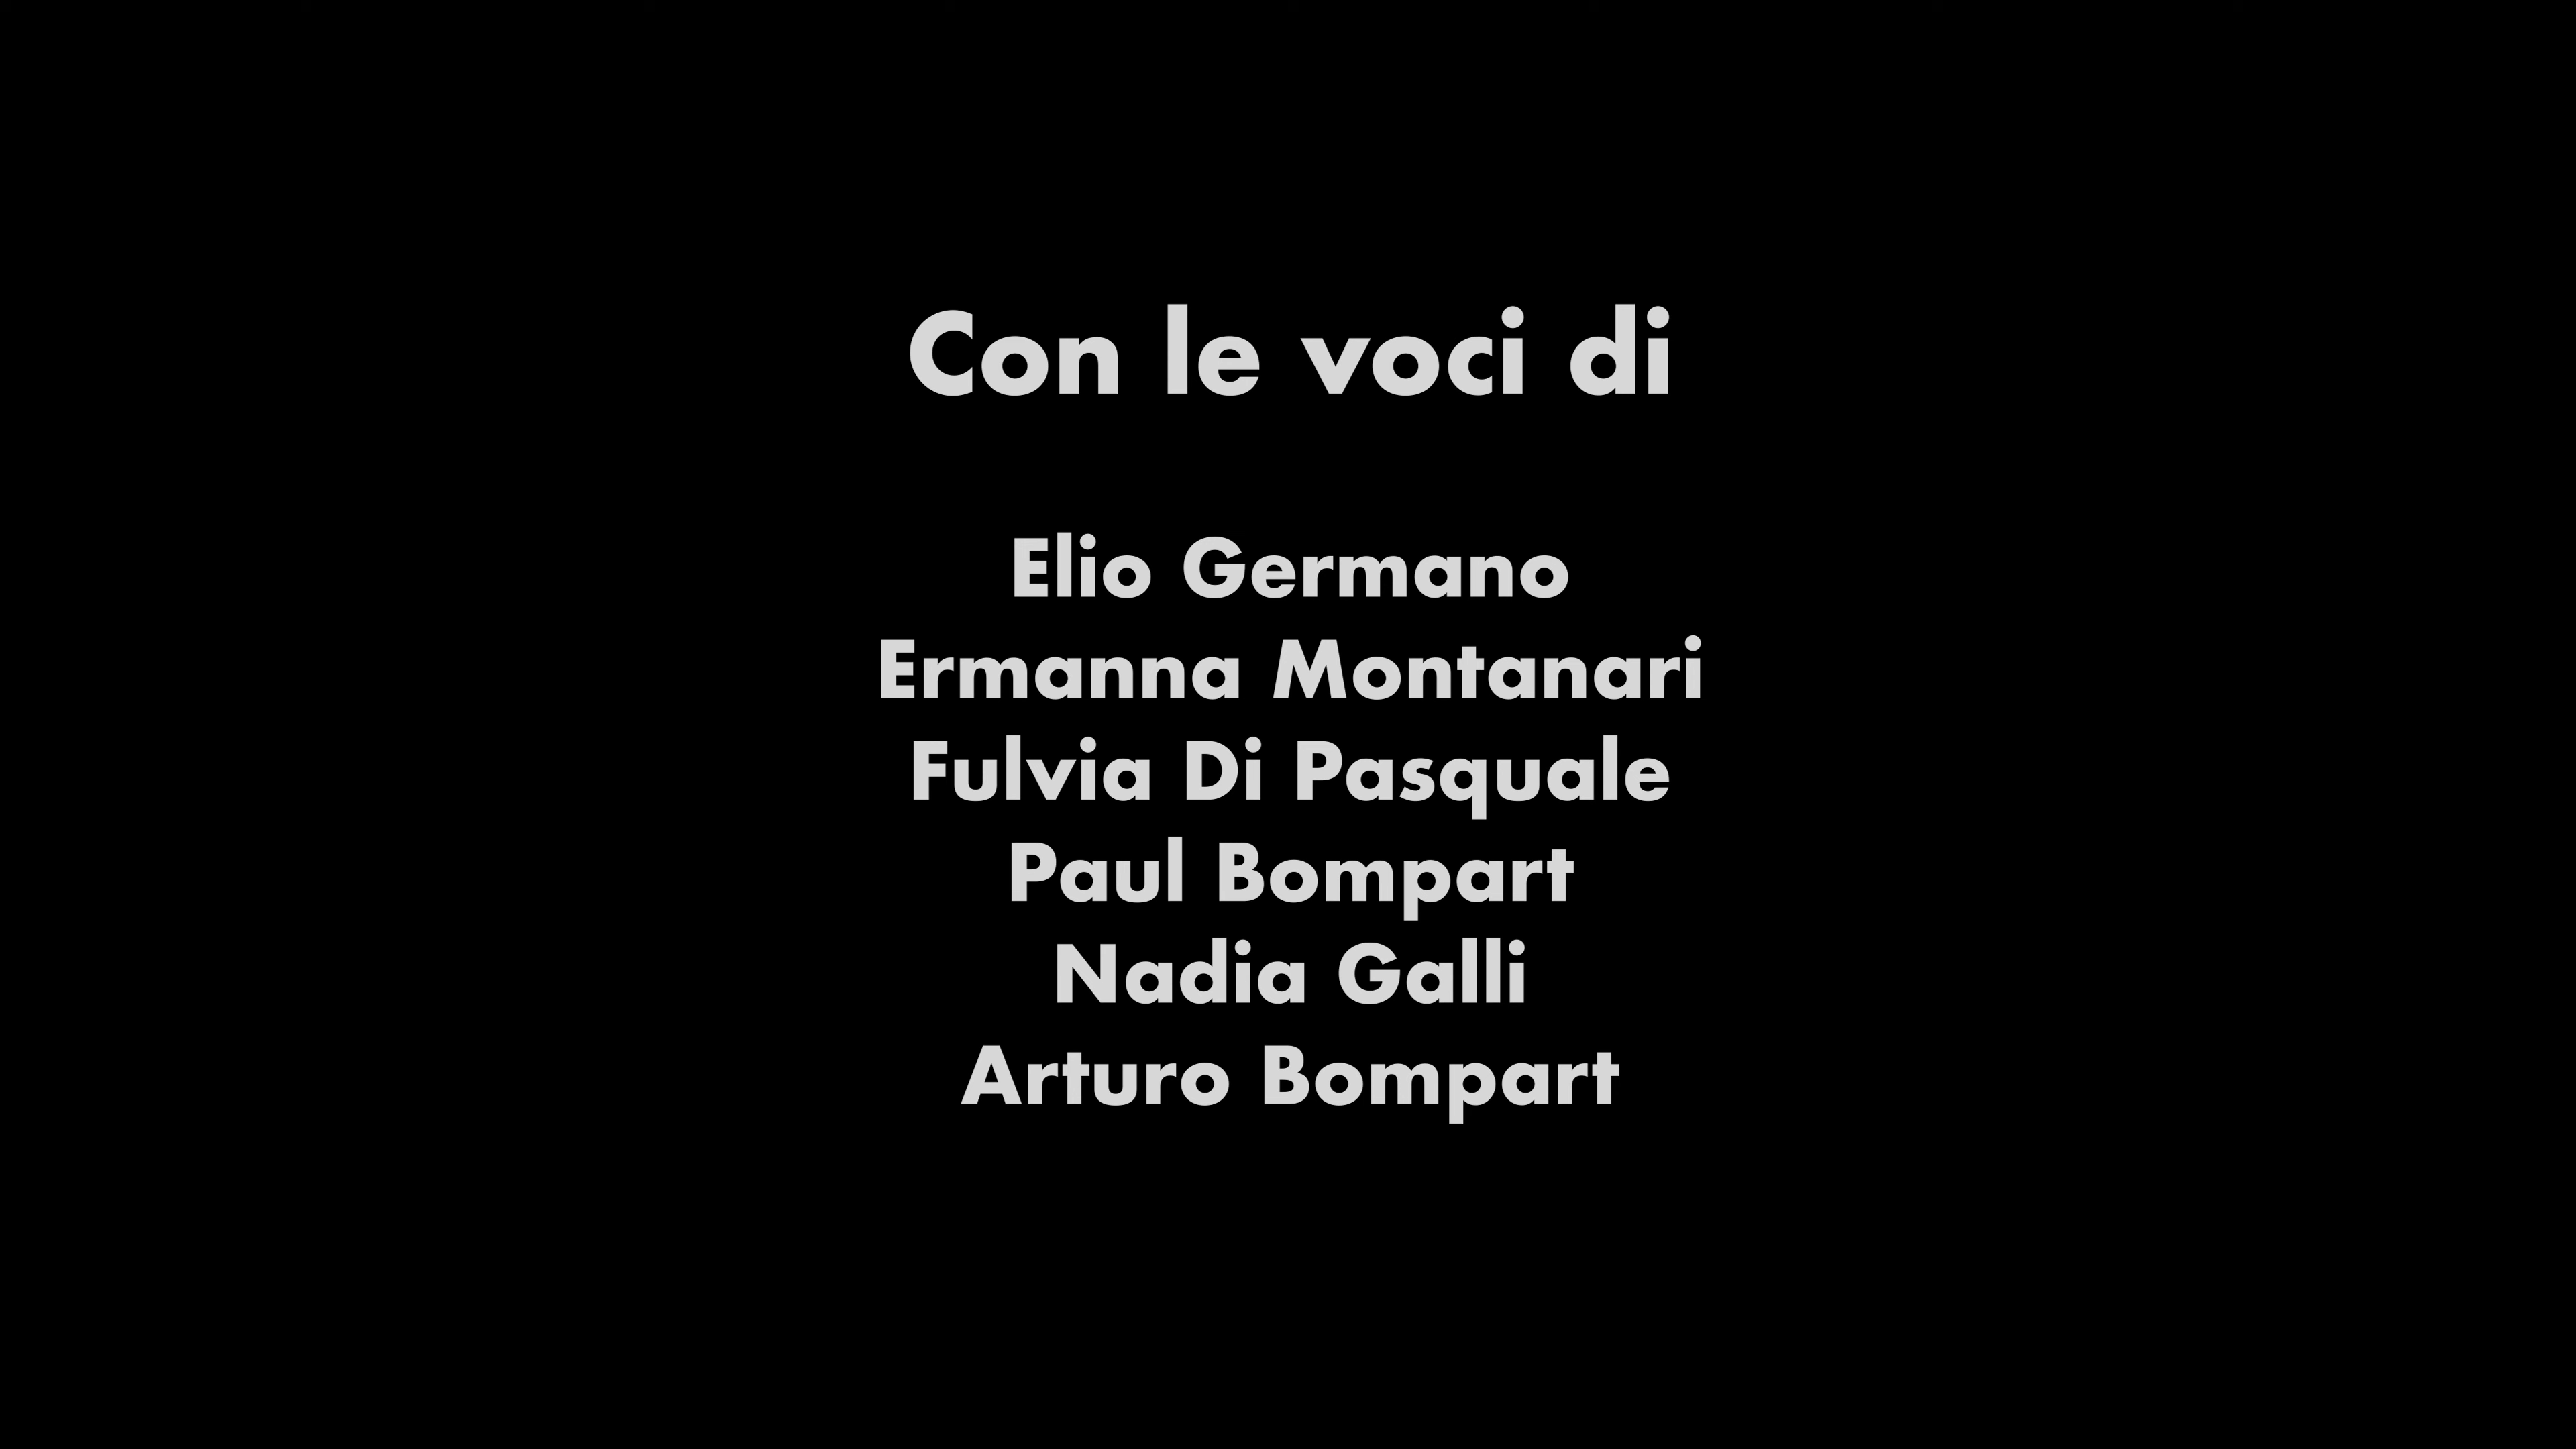 Con le voci di
Elio Germano
Ermanna Montanari
Fulvia Di Pasquale
Paul Bompart
Nadia Galli
Arturo Bompart